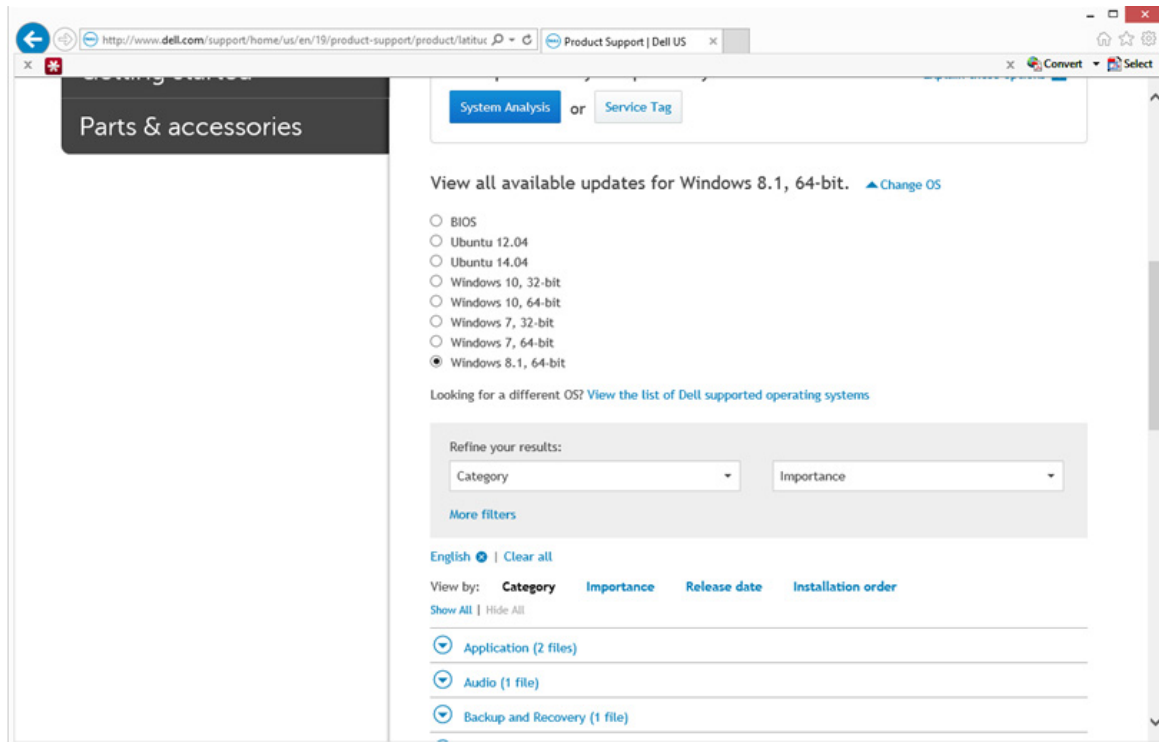 http://www.dell.com/support/home/us/en/19/product-support/product/latituc
Product Support | Dell US
Convert
Select
Parts & accessories
System Analysis or Service Tag
View all available updates for Windows 8.1, 64-bit. Change OS
BIOS
Ubuntu 12.04
Ubuntu 14.04
Windows 10, 32-bit
Windows 10, 64-bit
Windows 7, 32-bit
Windows 7, 64-bit
Windows 8.1, 64-bit
Looking for a different OS? View the list of Dell supported operating systems
Refine your results:
Category Importance
More filters
English | Clear all
View by: Category Importance Release date Installation order
Show All | Hide All
Application (2 files)
Audio (1 file)
Backup and Recovery (1 file)